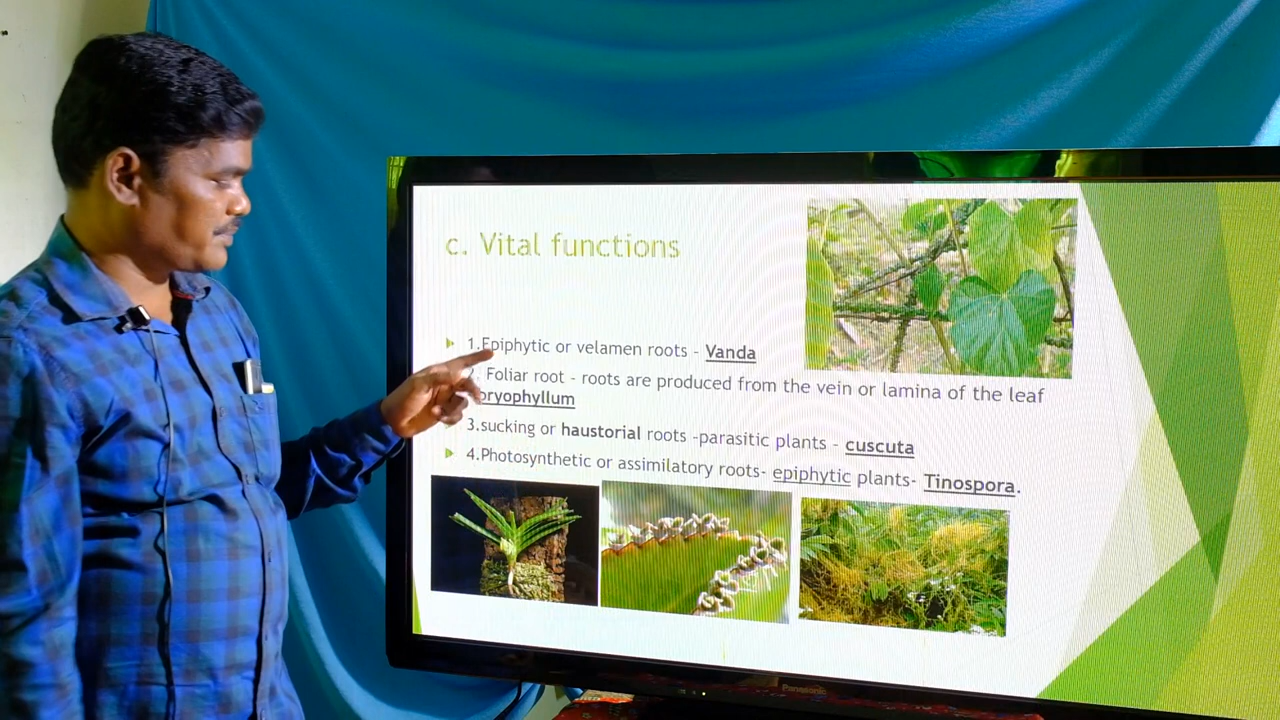 c. Vital functions
1.Epiphytic or velamen roots - Vanda
Foliar root - roots are produced from the vein or lamina of the leaf
bryophyllum
3.sucking or haustorial roots -parasitic plants - cuscuta
4.Photosynthetic or assimilatory roots- epiphytic plants- Tinospora.
Panasonic